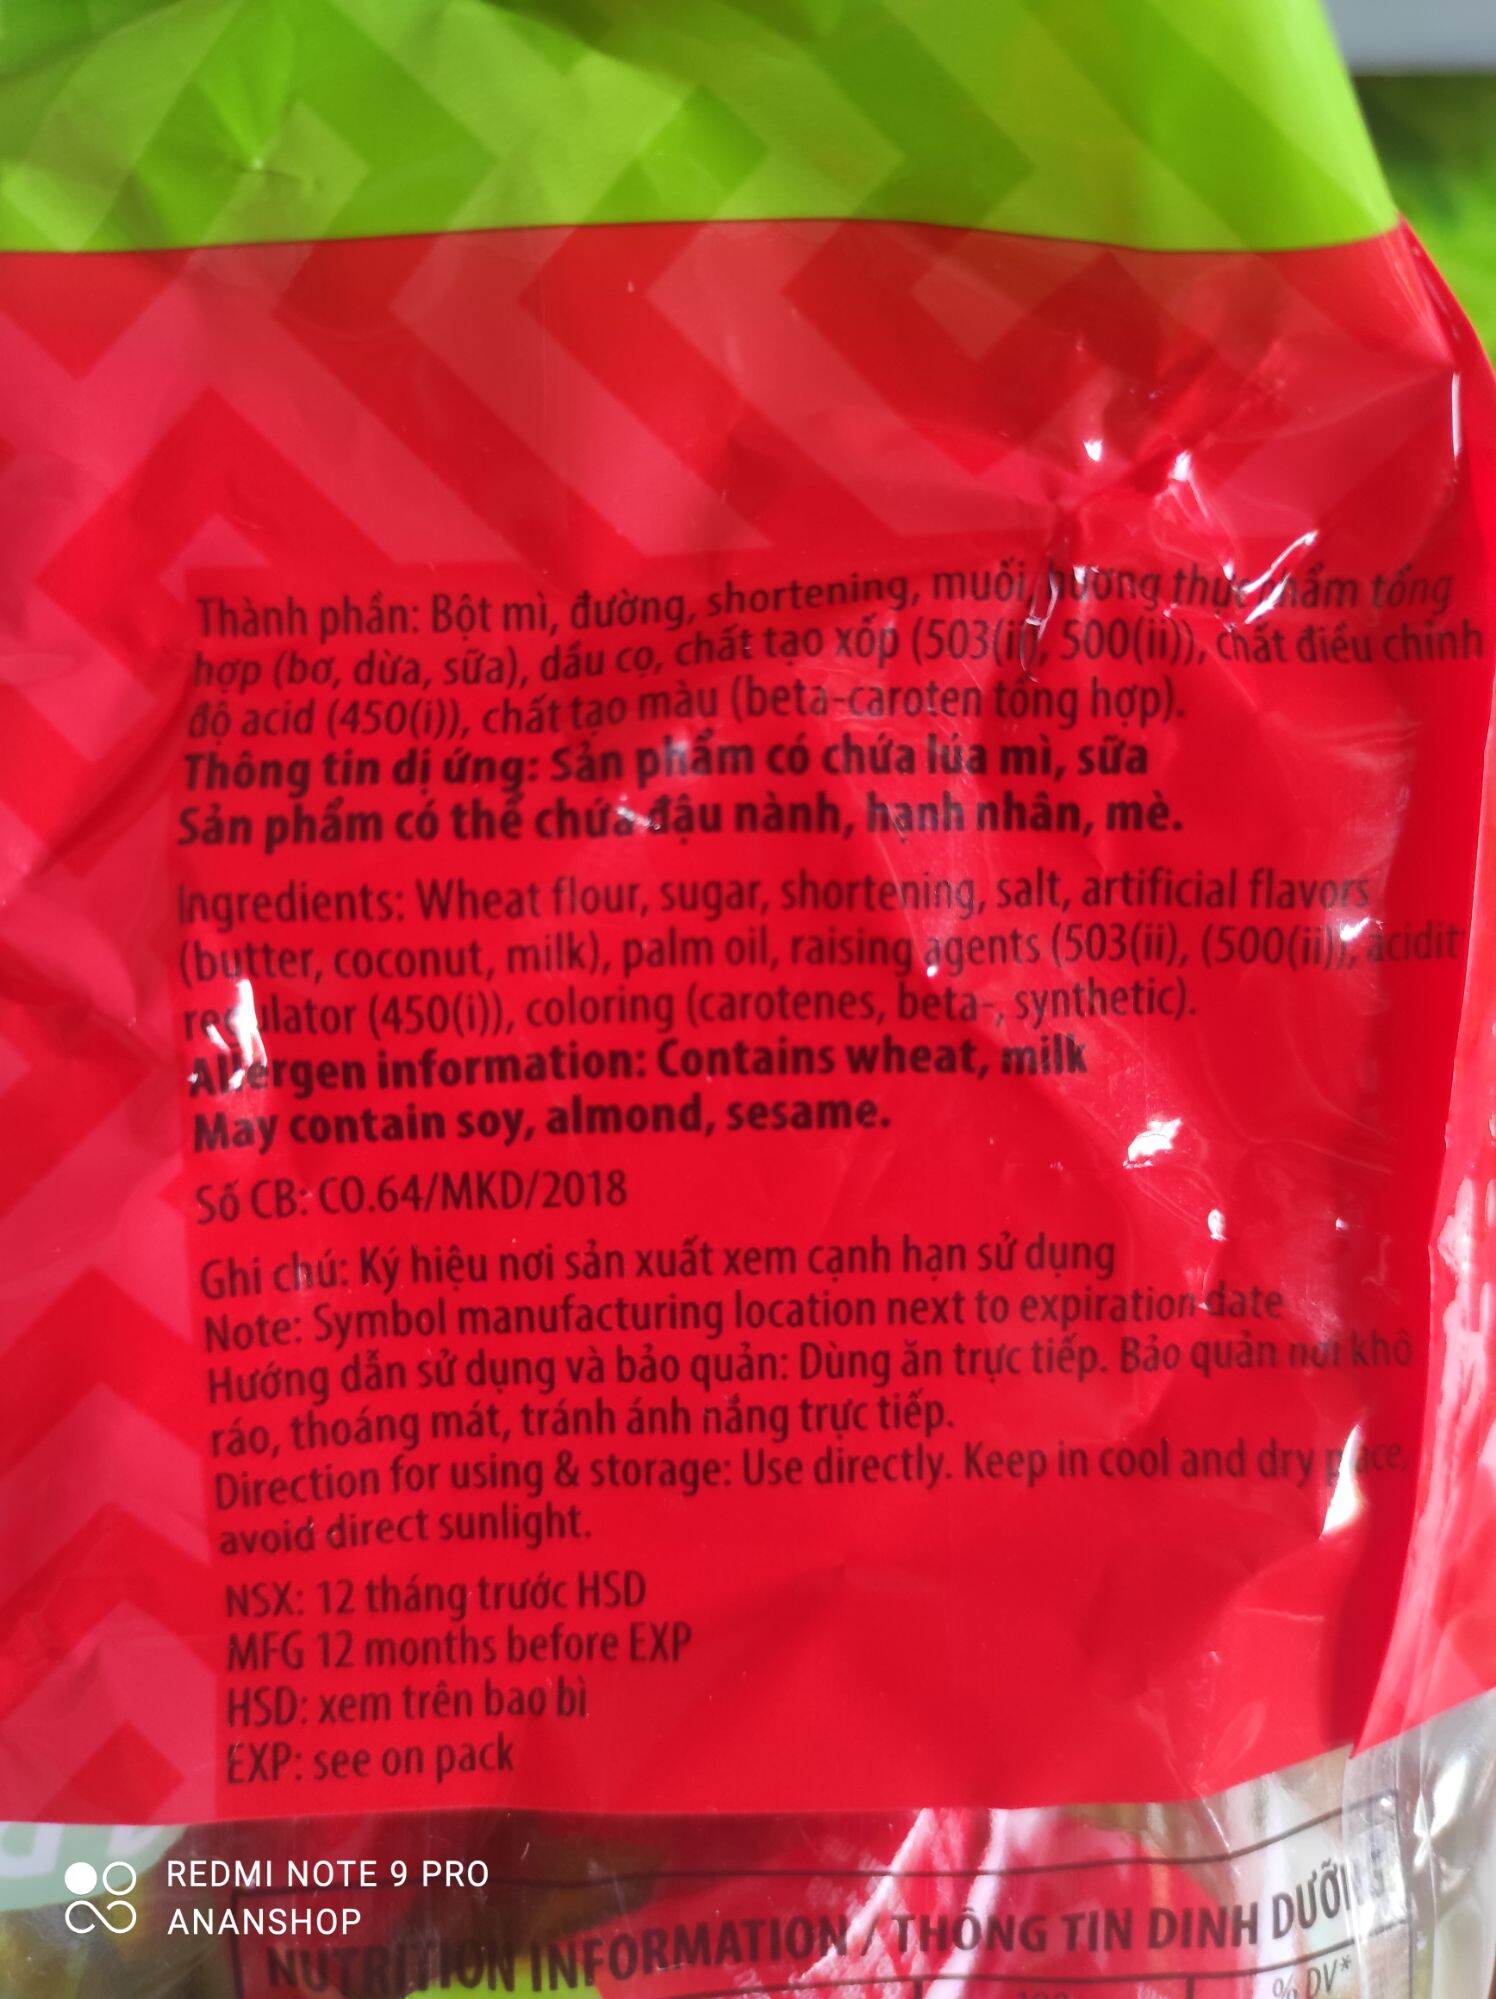 Thành phần: Bột mì, đường, shortening, muối, hương thực phẩm tổng
hợp (bơ, dừa, sữa), dầu cọ, chất tạo xốp (503(ii), 500(ii)), chất điều chỉnh
độ acid (450(i)), chất tạo màu (beta-caroten tổng hợp).
Thông tin dị ứng: Sản phẩm có chứa lúa mì, sữa
Sản phẩm có thể chứa đậu nành, hạnh nhân, mè.
Ingredients: Wheat flour, sugar, shortening, salt, artificial flavors
(butter, coconut, milk), palm oil, raising agents (503(ii), (500(ii)), acidit
regulator (450(i)), coloring (carotenes, beta-, synthetic).
Allergen information: Contains wheat, milk
May contain soy, almond, sesame.
Số CB: CO.64/MKD/2018
Ghi chú: Ký hiệu nơi sản xuất xem cạnh hạn sử dụng
Note: Symbol manufacturing location next to expiration date
Hướng dẫn sử dụng và bảo quản: Dùng ăn trực tiếp. Bảo quản nơi khô
ráo, thoáng mát, tránh ánh nắng trực tiếp.
Direction for using & storage: Use directly. Keep in cool and dry place,
avoid direct sunlight.
NSX: 12 tháng trước HSD
MFG 12 months before EXP
HSD: xem trên bao bì
EXP: see on pack
REDMI NOTE 9 PRO
ANANSHOP
NUTRITION INFORMATION / THÔNG TIN DINH DƯỠNG
% DV*